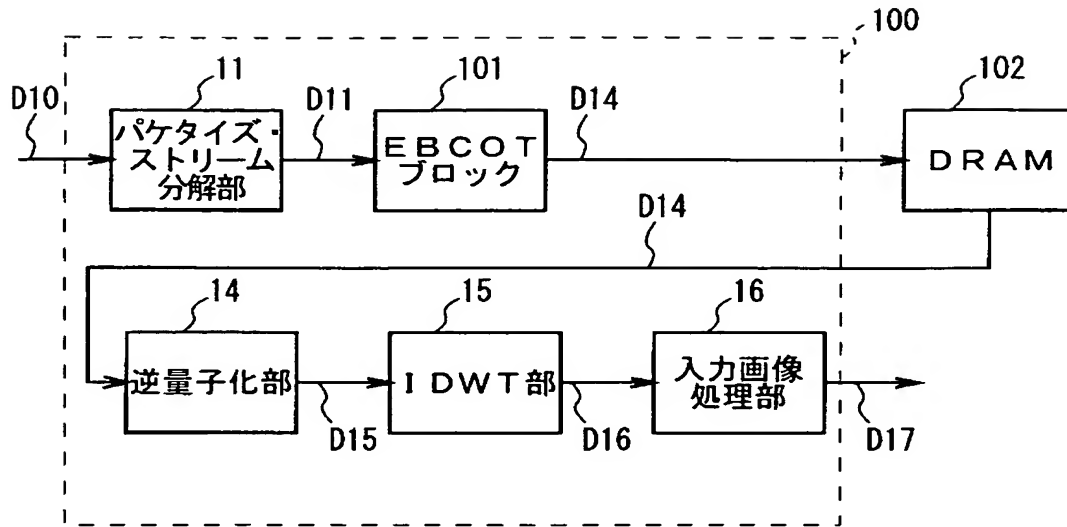 100
11
101
102
D10
D11
D14
パケタイズ・
ストリーム
分解部
ＥＢＣＯＴ
ブロック
ＤＲＡＭ
D14
14
15
16
逆量子化部
ＩＤＷＴ部
入力画像
処理部
D15
D16
D17